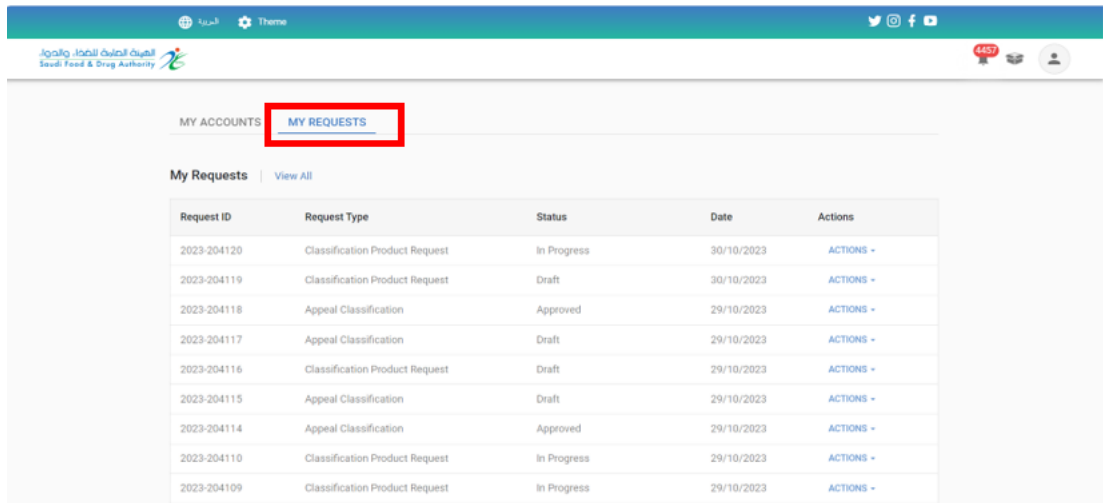 العربية Theme
الهيئة العامة للغذاء والدواء
Saudi Food & Drug Authority
4457
MY ACCOUNTS MY REQUESTS
My Requests | View All
Request ID Request Type Status Date Actions
2023-204120 Classification Product Request In Progress 30/10/2023 ACTIONS
2023-204119 Classification Product Request Draft 30/10/2023 ACTIONS
2023-204118 Appeal Classification Approved 29/10/2023 ACTIONS
2023-204117 Appeal Classification Draft 29/10/2023 ACTIONS
2023-204116 Classification Product Request Draft 29/10/2023 ACTIONS
2023-204115 Appeal Classification Draft 29/10/2023 ACTIONS
2023-204114 Appeal Classification Approved 29/10/2023 ACTIONS
2023-204110 Classification Product Request In Progress 29/10/2023 ACTIONS
2023-204109 Classification Product Request In Progress 29/10/2023 ACTIONS